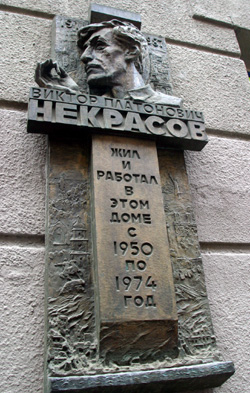 ВИКТОР ПЛАТОНОВИЧ
НЕКРАСОВ
ЖИЛ
И
РАБОТАЛ
В
ЭТОМ
ДОМЕ
С
1950
ПО
1974
ГОД